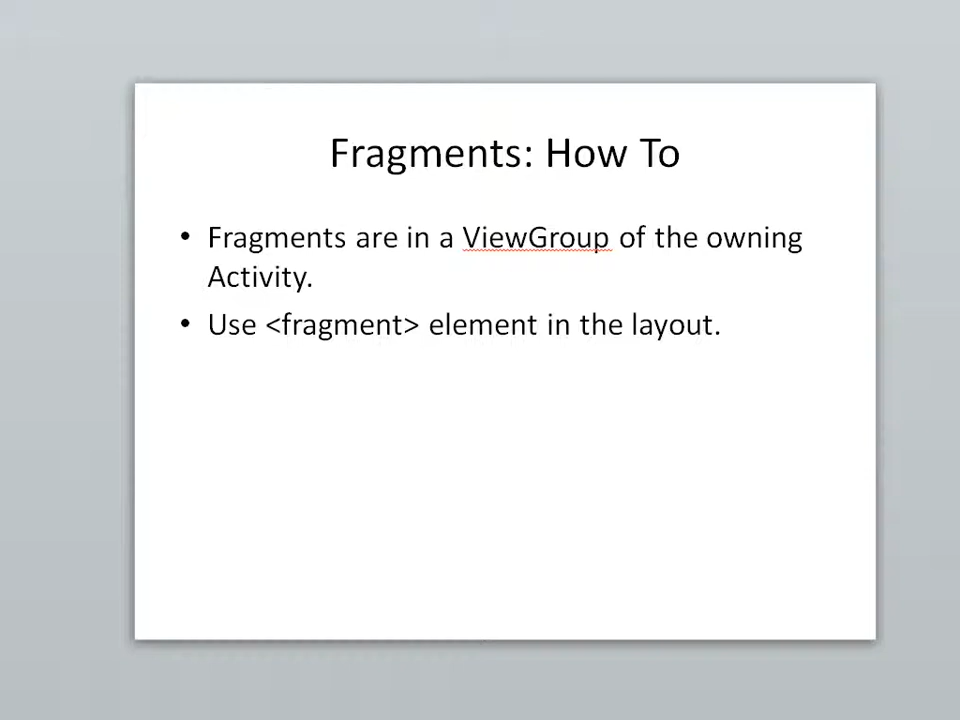 Fragments: How To
• Fragments are in a ViewGroup of the owning
Activity.
• Use <fragment> element in the layout.